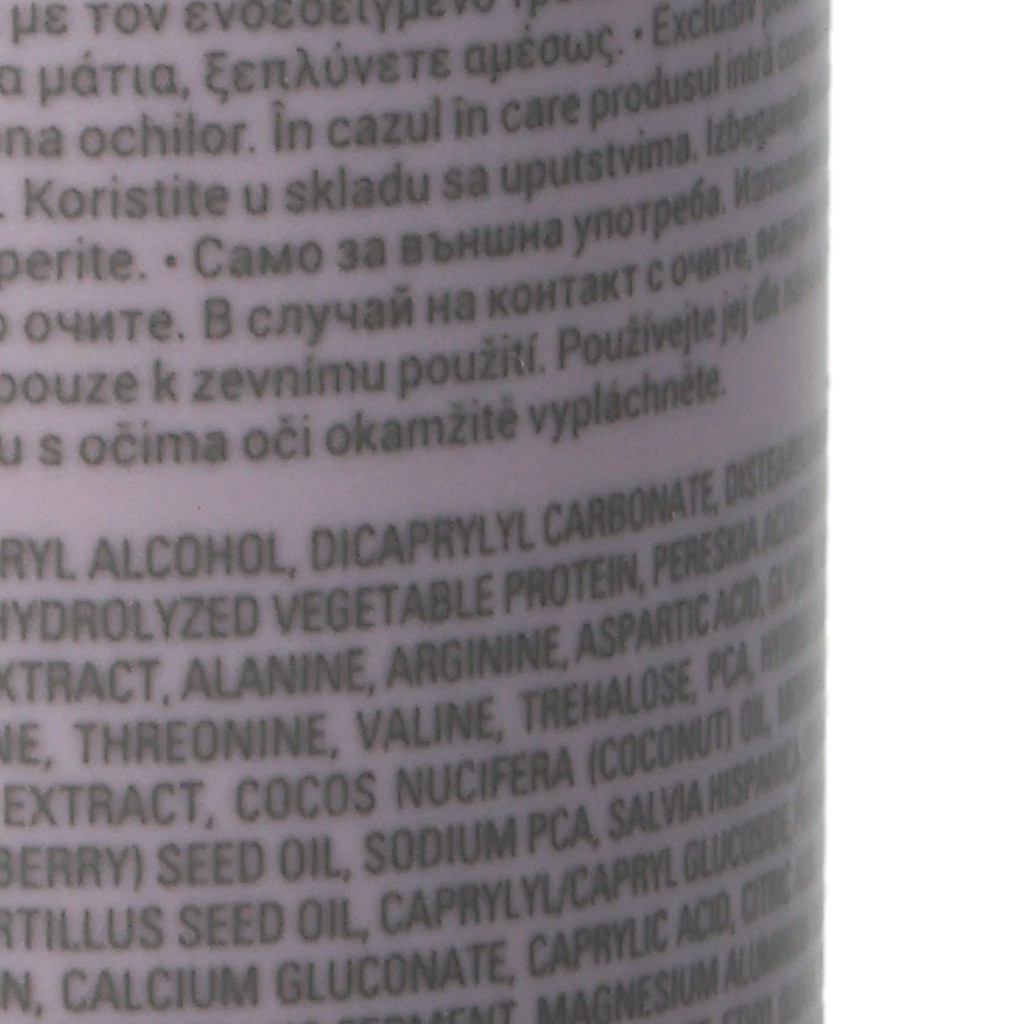 με τον ενδεδειγμένο
α μάτια, ξεπλύνετε αμέσως. • Exclusiv
na ochilor. În cazul în care produsul intră
. Koristite u skladu sa uputstvima. Izbegavajte
perite. • Само за външна употреба.
о очите. В случай на контакт с очите,
pouze k zevnímu použití. Používejte jej dle
u s očima oči okamžitě vypláchněte.
RYL ALCOHOL, DICAPRYLYL CARBONATE,
HYDROLYZED VEGETABLE PROTEIN, PERESKIA
XTRACT, ALANINE, ARGININE, ASPARTIC ACID,
NE, THREONINE, VALINE, TREHALOSE, PCA,
EXTRACT, COCOS NUCIFERA (COCONUT) OIL,
BERRY) SEED OIL, SODIUM PCA, SALVIA HISPANICA
RTILLUS SEED OIL, CAPRYLYL/CAPRYL GLUCOSIDE,
N, CALCIUM GLUCONATE, CAPRYLIC ACID, CITRIC
FERMENT, MAGNESIUM